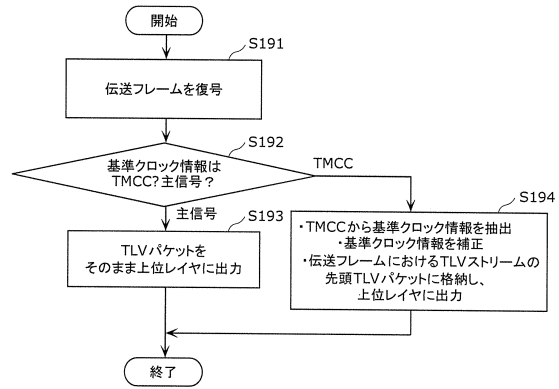 開始
S191
伝送フレームを復号
S192
基準クロック情報は
TMCC?主信号?
TMCC
主信号
S193
TLVパケットを
そのまま上位レイヤに出力
S194
・TMCCから基準クロック情報を抽出
・基準クロック情報を補正
・伝送フレームにおけるTLVストリームの
先頭TLVパケットに格納し、
上位レイヤに出力
終了